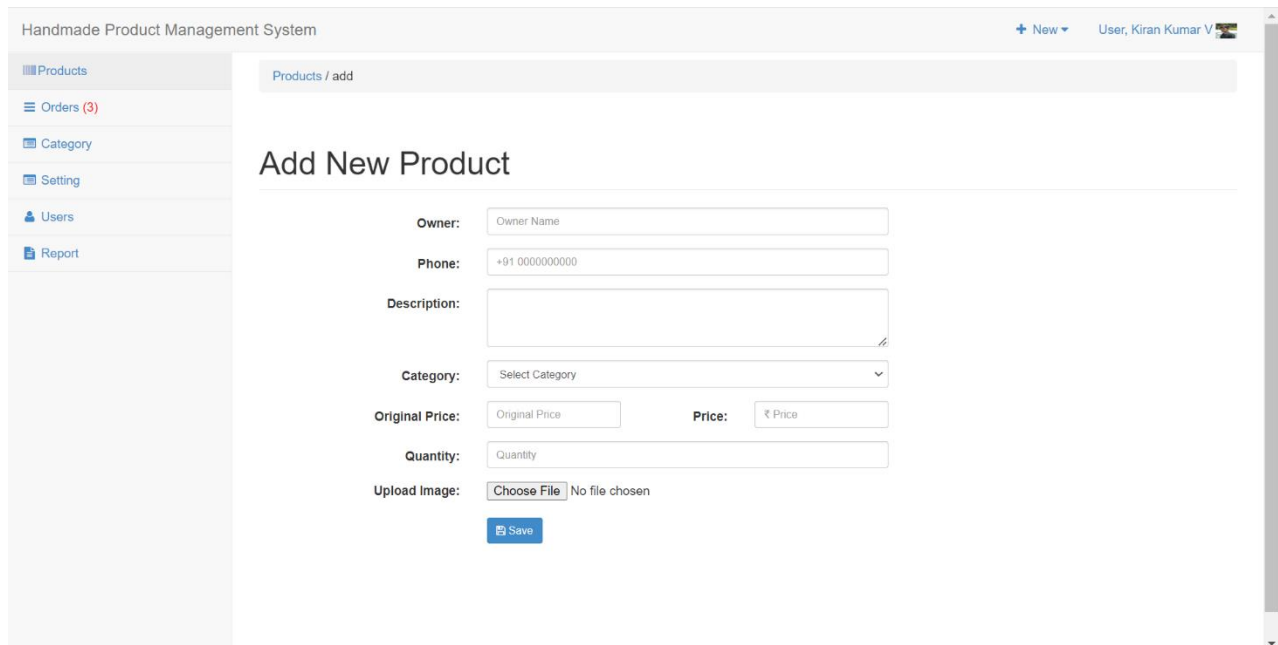 Handmade Product Management System
New
User, Kiran Kumar V
Products
Orders (3)
Category
Setting
Users
Report
Products / add
Add New Product
Owner: Owner Name
Phone: +91 0000000000
Description:
Category: Select Category
Original Price: Original Price Price: ₹ Price
Quantity: Quantity
Upload Image: Choose File No file chosen
Save